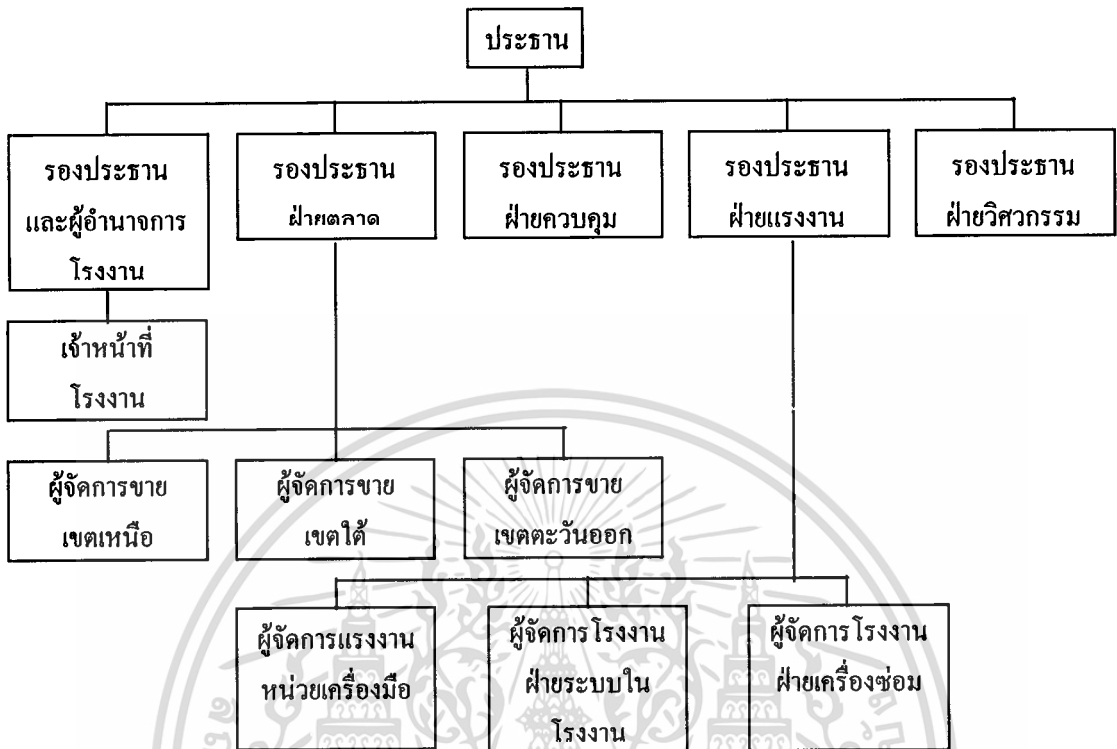 ประธาน
รองประธาน
และผู้อำนาจการ
โรงงาน
รองประธาน
ฝ่ายตลาด
รองประธาน
ฝ่ายควบคุม
รองประธาน
ฝ่ายแรงงาน
รองประธาน
ฝ่ายวิศวกรรม
เจ้าหน้าที่
โรงงาน
ผู้จัดการขาย
เขตเหนือ
ผู้จัดการขาย
เขตใต้
ผู้จัดการขาย
เขตตะวันออก
ผู้จัดการแรงงาน
หน่วยเครื่องมือ
ผู้จัดการโรงงาน
ฝ่ายระบบใน
โรงงาน
ผู้จัดการโรงงาน
ฝ่ายเครื่องซ่อม